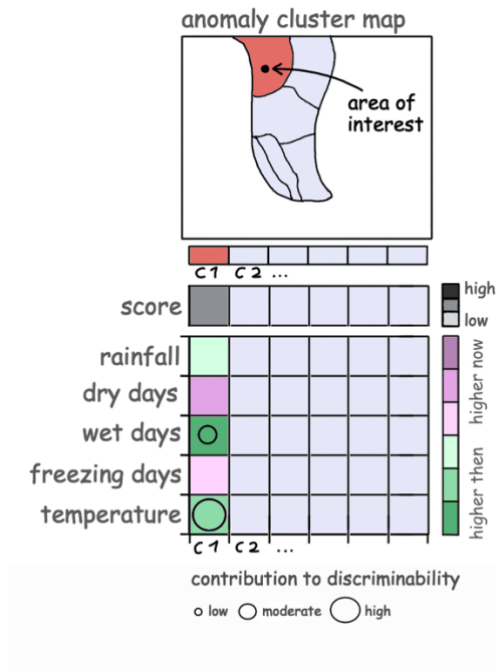 anomaly cluster map
area of
interest
C1 C2 ...
score
high
low
rainfall
dry days
wet days
freezing days
temperature
higher now
higher then
C1 C2 ...
contribution to discriminability
low moderate high